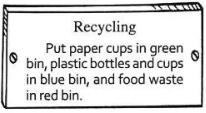 Recycling
Put paper cups in green
bin, plastic bottles and cups
in blue bin, and food waste
in red bin.